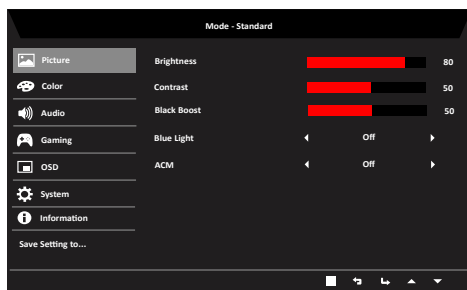 Mode - Standard
Picture
Brightness 80
Color
Contrast 50
Audio
Black Boost 50
Gaming
Blue Light Off
OSD
ACM Off
System
Information
Save Setting to...